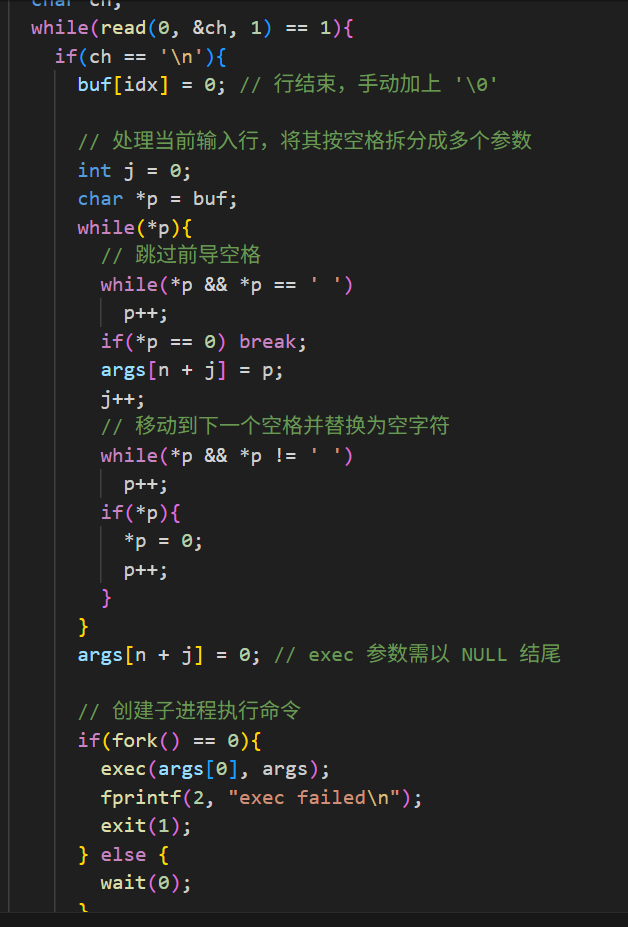 char ch;
while(read(0, &ch, 1) == 1){
if(ch == '\n'){
buf[idx] = 0; // 行结束，手动加上 '\0'
// 处理当前输入行，将其按空格拆分成多个参数
int j = 0;
char *p = buf;
while(*p){
// 跳过前导空格
while(*p && *p == ' ')
p++;
if(*p == 0) break;
args[n + j] = p;
j++;
// 移动到下一个空格并替换为空字符
while(*p && *p != ' ')
p++;
if(*p){
*p = 0;
p++;
}
}
args[n + j] = 0; // exec 参数需以 NULL 结尾
// 创建子进程执行命令
if(fork() == 0){
exec(args[0], args);
fprintf(2, "exec failed\n");
exit(1);
} else {
wait(0);
}